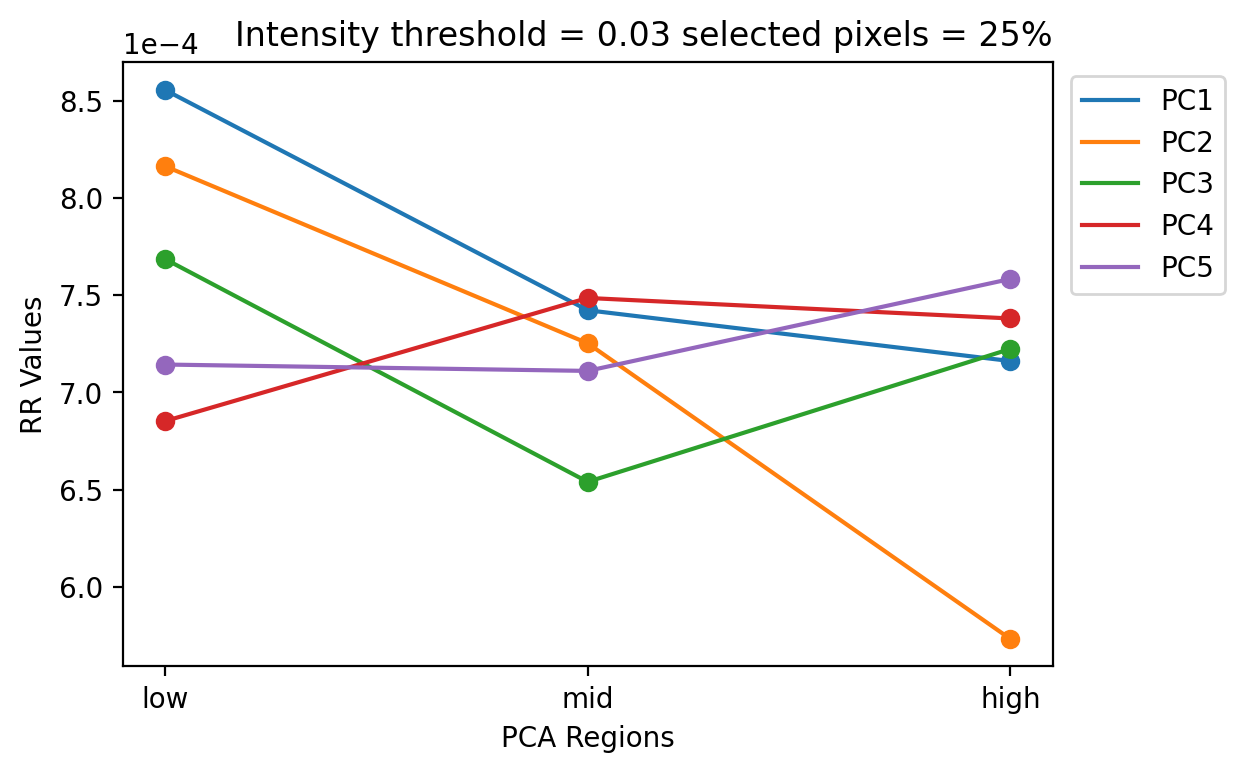 Intensity threshold = 0.03 selected pixels = 25%
1e−4
8.5
8.0
7.5
7.0
6.5
6.0
RR Values
low
mid
high
PCA Regions
PC1
PC2
PC3
PC4
PC5